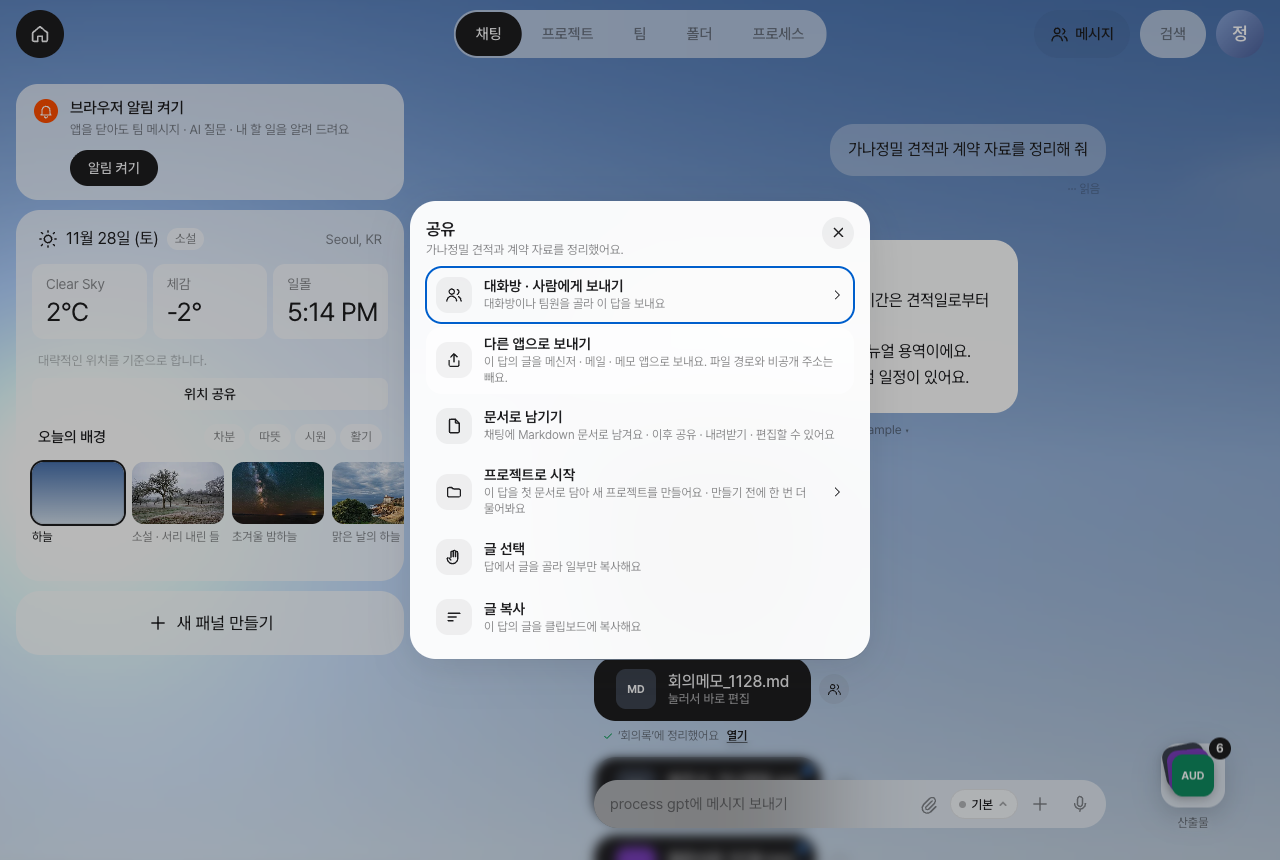 채팅
프로젝트
팀
폴더
프로세스
메시지
검색
정
브라우저 알림 켜기
앱을 닫아도 팀 메시지 · AI 질문 · 내 할 일을 알려 드려요
알림 켜기
11월 28일 (토)
소설
Seoul, KR
Clear Sky
2°C
체감
-2°
일몰
5:14 PM
대략적인 위치를 기준으로 합니다.
위치 공유
오늘의 배경
차분
따뜻
시원
활기
하늘
소설 · 서리 내린 들
초겨울 밤하늘
맑은 날의 하늘
새 패널 만들기
가나정밀 견적과 계약 자료를 정리해 줘
읽음
공유
가나정밀 견적과 계약 자료를 정리했어요.
대화방 · 사람에게 보내기
대화방이나 팀원을 골라 이 답을 보내요
다른 앱으로 보내기
이 답의 글을 메신저 · 메일 · 메모 앱으로 보내요. 파일 경로와 비공개 주소는
빼요.
문서로 남기기
채팅에 Markdown 문서로 남겨요 · 이후 공유 · 내려받기 · 편집할 수 있어요
프로젝트로 시작
이 답을 첫 문서로 담아 새 프로젝트를 만들어요 · 만들기 전에 한 번 더
물어봐요
글 선택
답에서 글을 골라 일부만 복사해요
글 복사
이 답의 글을 클립보드에 복사해요
간은 견적일로부터
뉴얼 용역이에요.
일정이 있어요.
ample •
MD
회의메모_1128.md
눌러서 바로 편집
'회의록'에 정리했어요 열기
process gpt에 메시지 보내기
기본
6
AUD
산출물